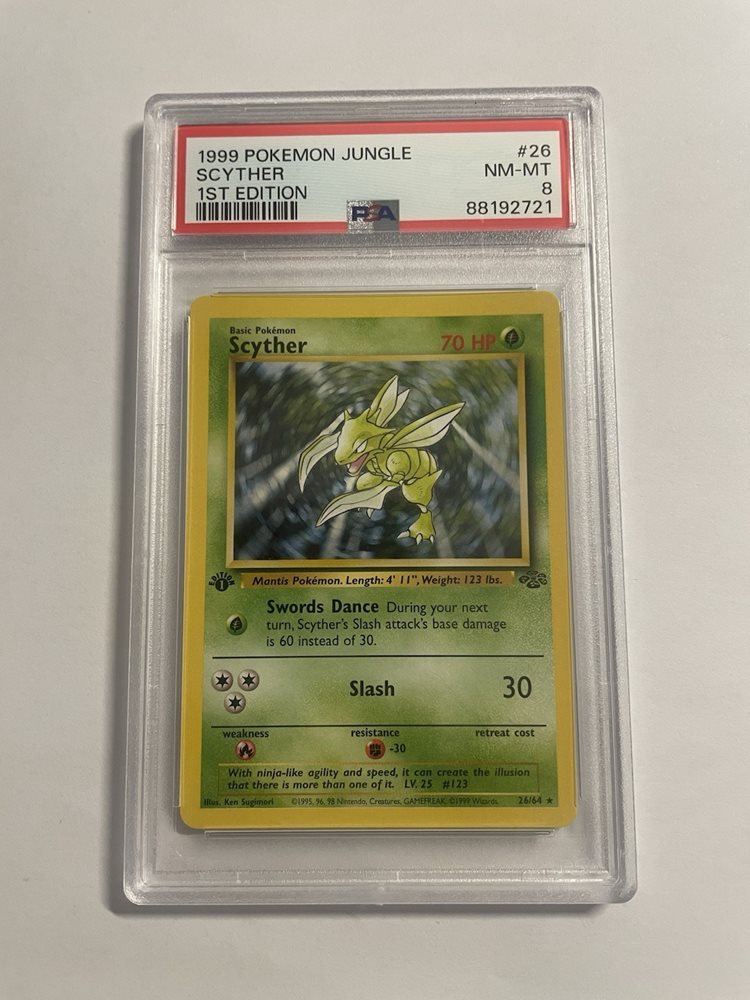 1999 POKEMON JUNGLE #26
SCYTHER NM-MT
1ST EDITION 8
PSA 88192721
Basic Pokémon
Scyther 70 HP
EDITION 1
Mantis Pokémon. Length: 4' 11", Weight: 123 lbs.
Swords Dance During your next
turn, Scyther's Slash attack's base damage
is 60 instead of 30.
Slash 30
weakness resistance retreat cost
-30
With ninja-like agility and speed, it can create the illusion
that there is more than one of it. LV. 25 #123
Illus. Ken Sugimori ©1995, 96, 98 Nintendo, Creatures, GAMEFREAK. ©1999 Wizards. 26/64 ★